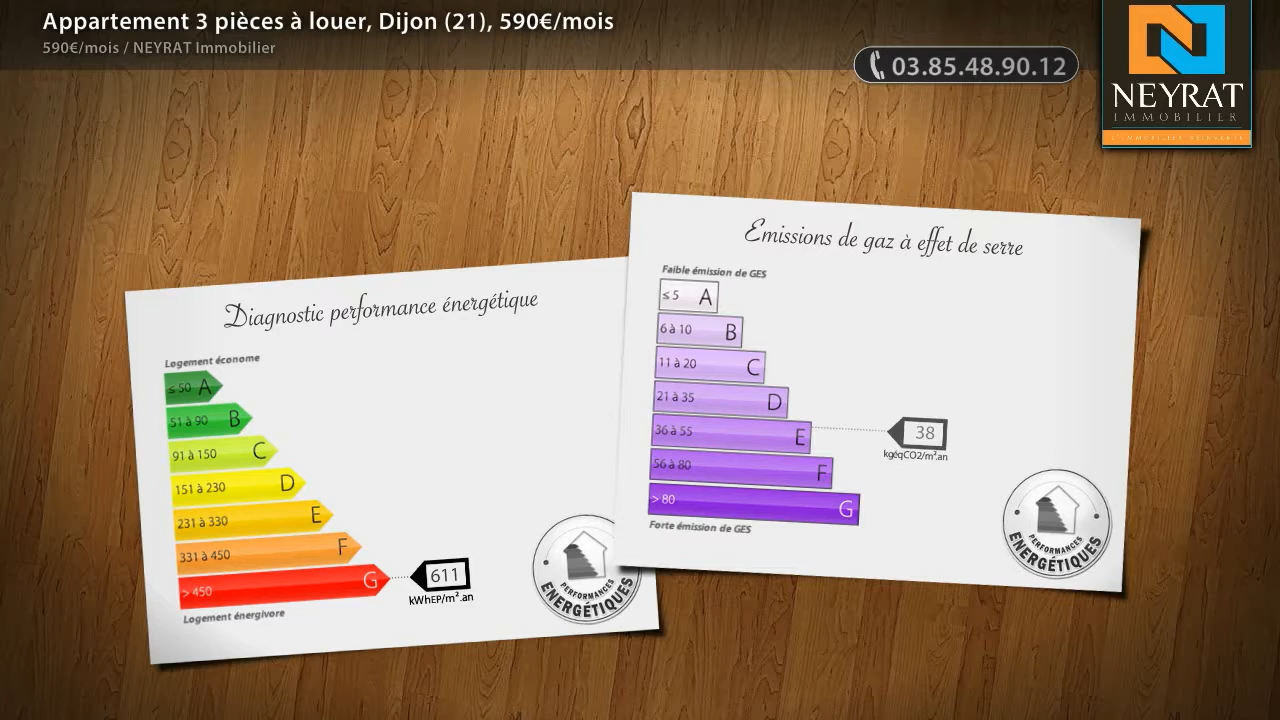 Appartement 3 pièces à louer, Dijon (21), 590€/mois
590€/mois / NEYRAT Immobilier
03.85.48.90.12
NEYRAT
IMMOBILIER
Diagnostic performance énergétique
Logement économe
≤ 50 A
51 à 90 B
91 à 150 C
151 à 230 D
231 à 330 E
331 à 450 F
> 450 G
611
kWhEP/m².an
Logement énergivore
PERFORMANCES
ENERGÉTIQUES
Emissions de gaz à effet de serre
Faible émission de GES
≤ 5 A
6 à 10 B
11 à 20 C
21 à 35 D
36 à 55 E
38
kgéqCO2/m².an
56 à 80 F
> 80 G
Forte émission de GES
PERFORMANCES
ENERGÉTIQUES